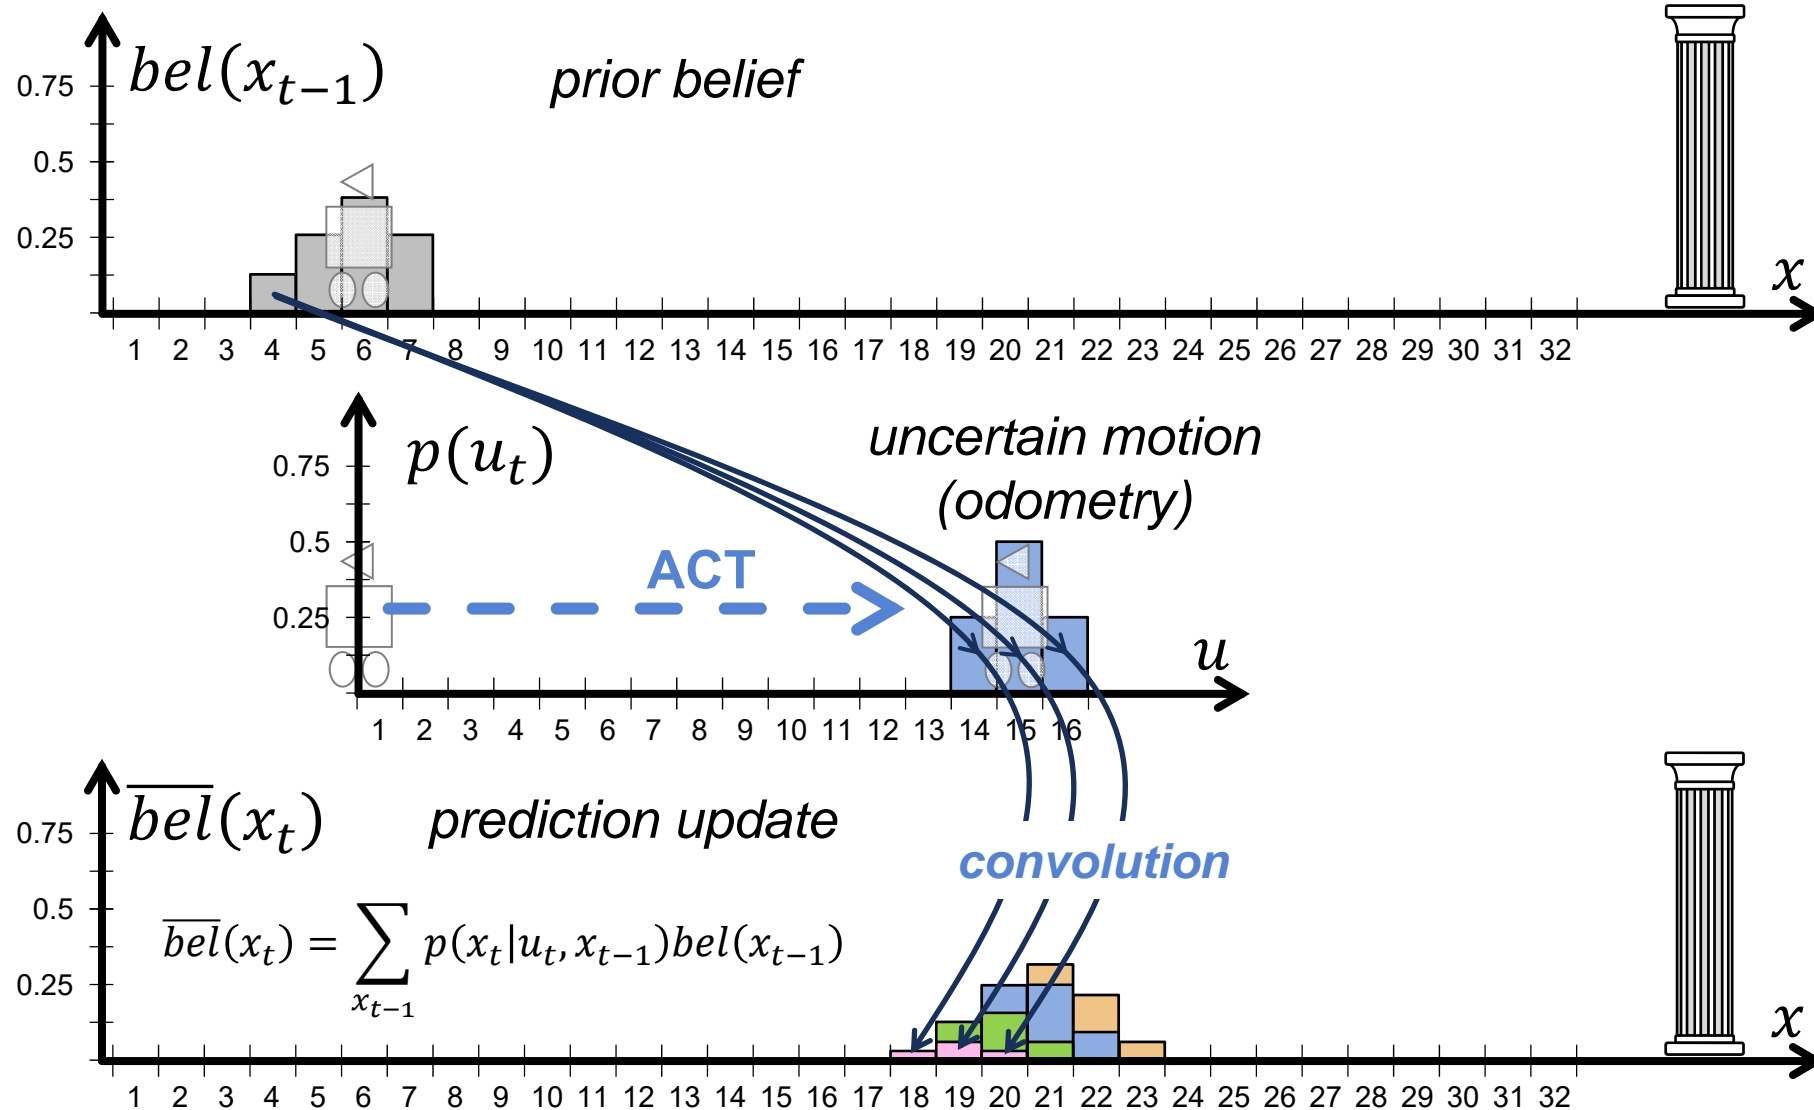 bel(x_{t−1})
prior belief
0.75
0.5
0.25
x
1 2 3 4 5 6 7 8 9 10 11 12 13 14 15 16 17 18 19 20 21 22 23 24 25 26 27 28 29 30 31 32
p(u_t)
uncertain motion
(odometry)
0.75
0.5
0.25
ACT
u
1 2 3 4 5 6 7 8 9 10 11 12 13 14 15 16
\overline{bel}(x_t)
prediction update
0.75
convolution
0.5
\overline{bel}(x_t) = ∑_{x_{t−1}} p(x_t|u_t, x_{t−1})bel(x_{t−1})
0.25
x
1 2 3 4 5 6 7 8 9 10 11 12 13 14 15 16 17 18 19 20 21 22 23 24 25 26 27 28 29 30 31 32